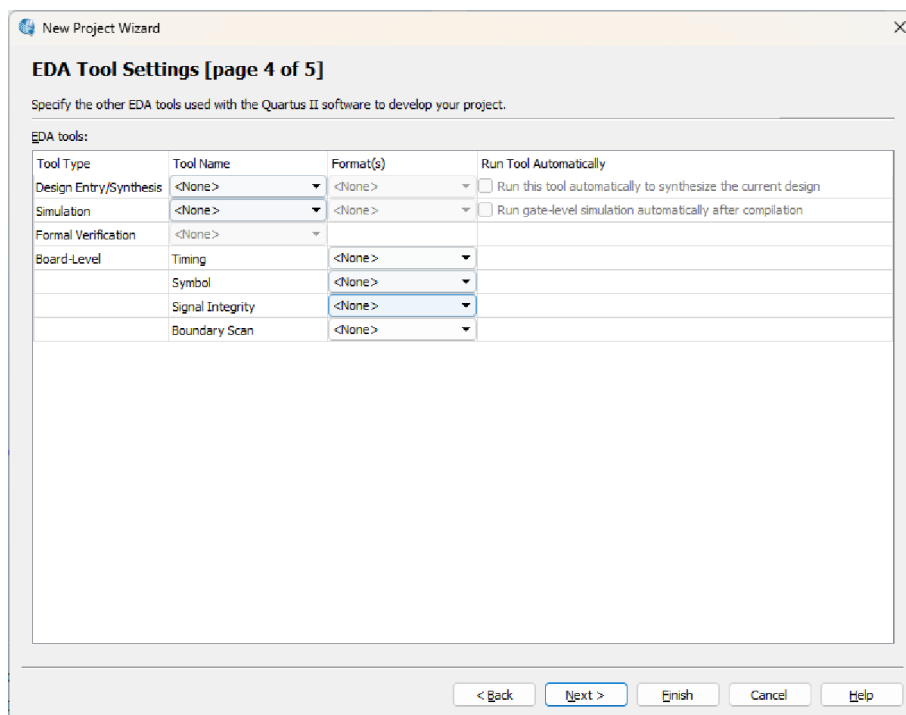 New Project Wizard
EDA Tool Settings [page 4 of 5]
Specify the other EDA tools used with the Quartus II software to develop your project.
EDA tools:
Tool Type Tool Name Format(s) Run Tool Automatically
Design Entry/Synthesis <None> <None> Run this tool automatically to synthesize the current design
Simulation <None> <None> Run gate-level simulation automatically after compilation
Formal Verification <None>
Board-Level Timing <None>
Symbol <None>
Signal Integrity <None>
Boundary Scan <None>
< Back Next > Finish Cancel Help